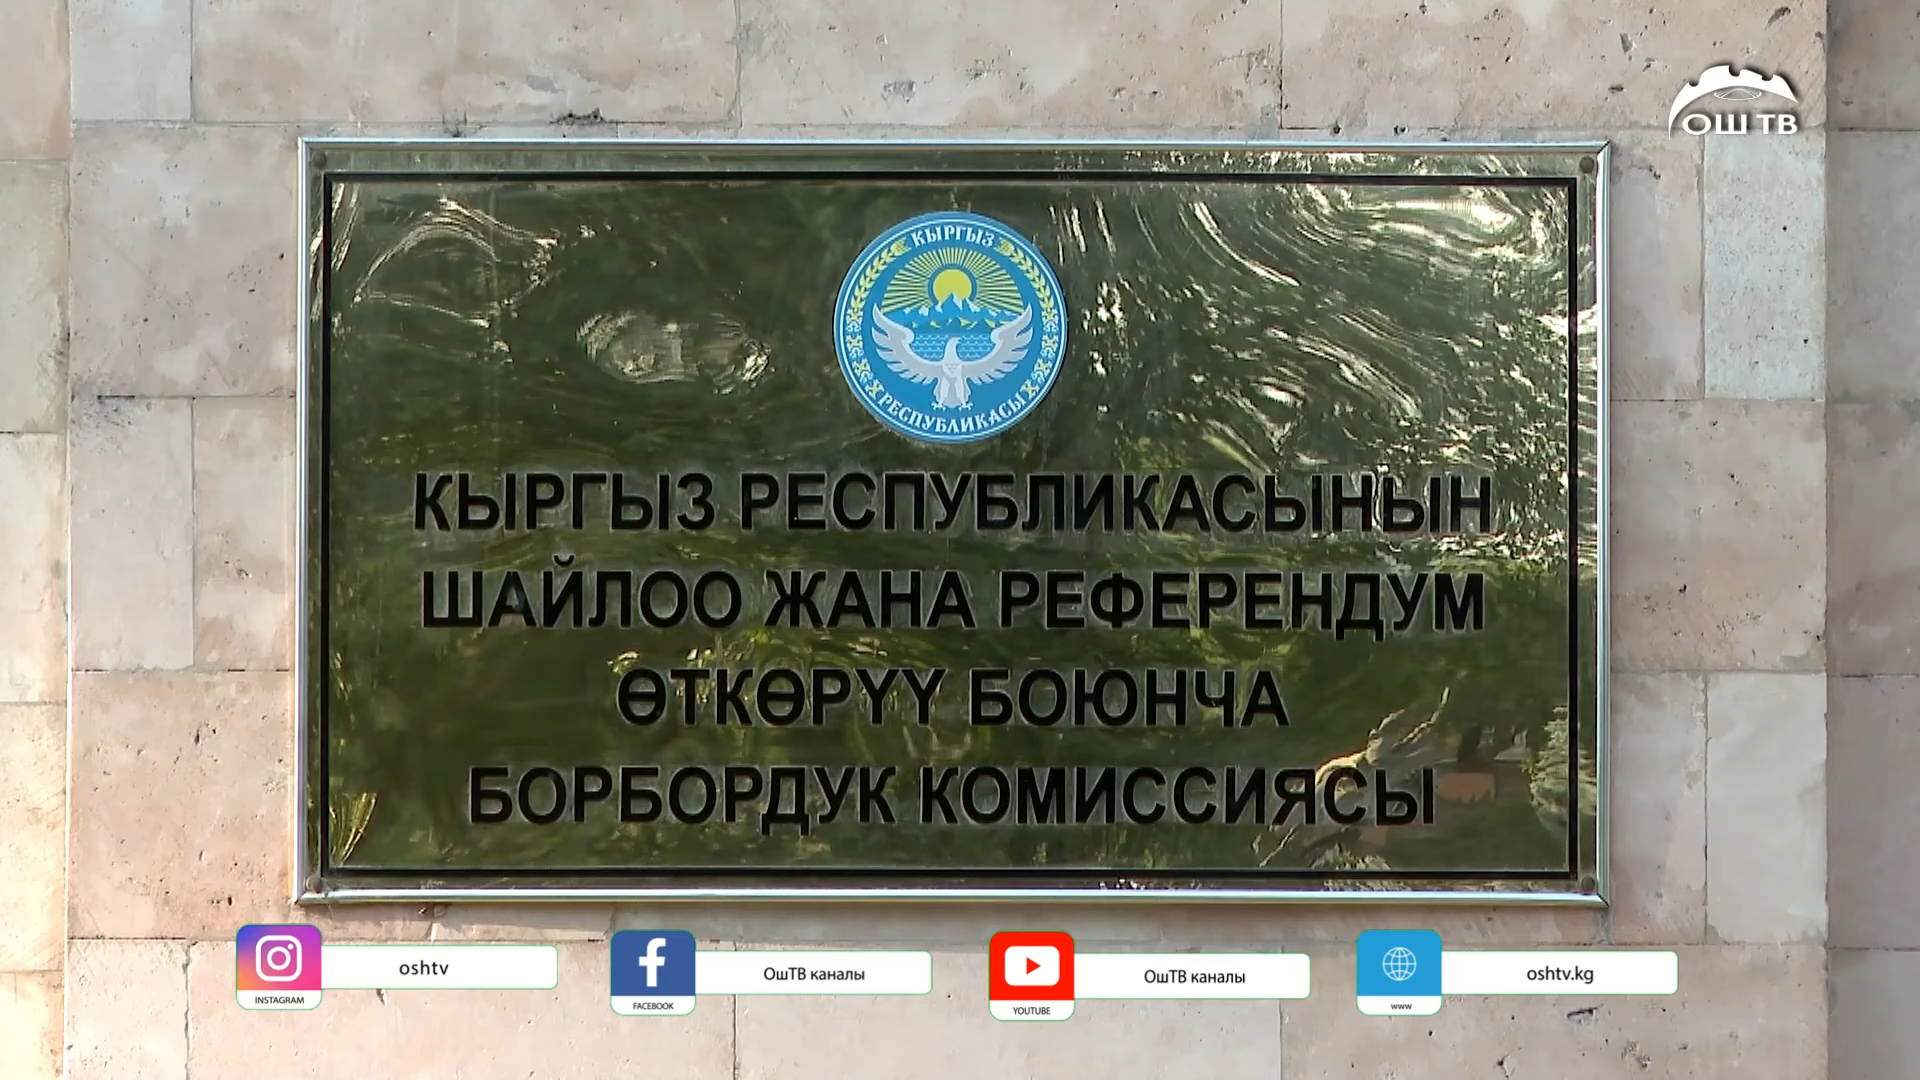 ОШ ТВ
КЫРГЫЗ
РЕСПУБЛИКАСЫ
КЫРГЫЗ РЕСПУБЛИКАСЫНЫН
ШАЙЛОО ЖАНА РЕФЕРЕНДУМ
ӨТКӨРҮҮ БОЮНЧА
БОРБОРДУК КОМИССИЯСЫ
oshtv
INSTAGRAM
ОшТВ каналы
FACEBOOK
ОшТВ каналы
YOUTUBE
oshtv.kg
www